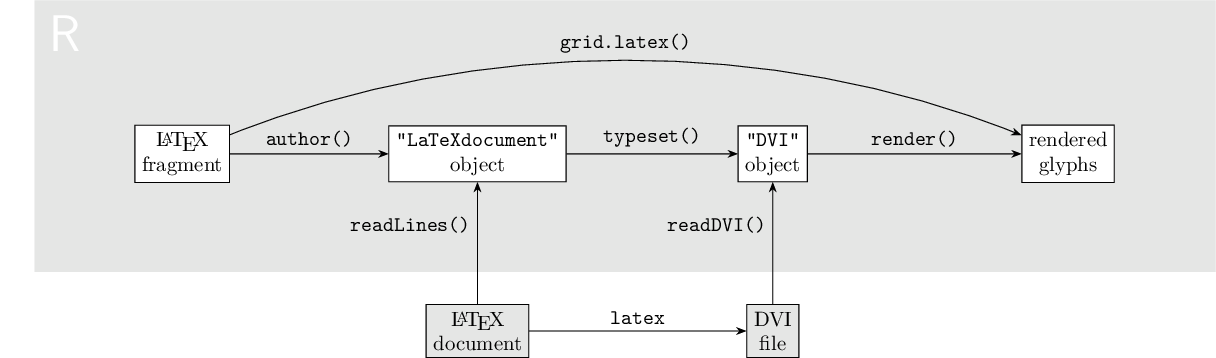 R
grid.latex()
LATEX
fragment
author()
"LaTeXdocument"
object
typeset()
"DVI"
object
render()
rendered
glyphs
readLines()
readDVI()
LATEX
document
latex
DVI
file